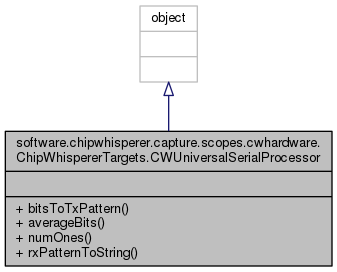 object
software.chipwhisperer.capture.scopes.cwhardware.
ChipWhispererTargets.CWUniversalSerialProcessor
+ bitsToTxPattern()
+ averageBits()
+ numOnes()
+ rxPatternToString()